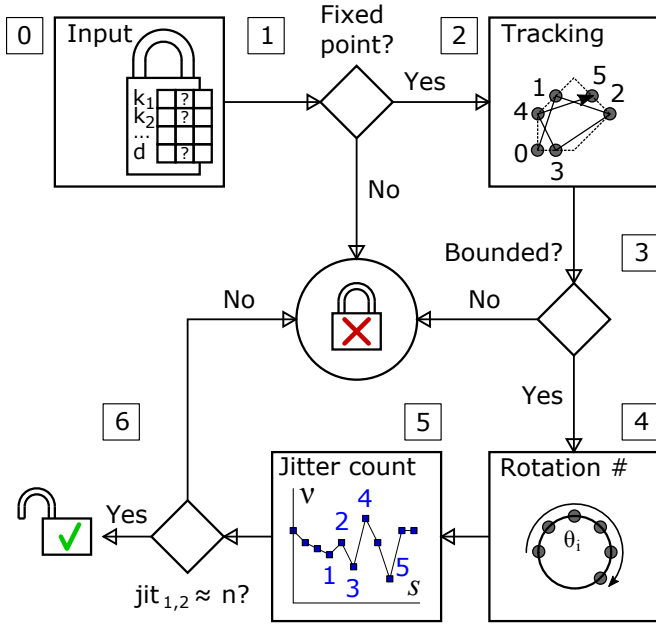 0
Input
k1 ?
k2 ?
...
d ?
1
Fixed
point?
Yes
No
2
Tracking
1
5
4
2
0
3
Bounded?
3
No
Yes
No
6
5
4
Jitter count
ν
4
2
1
3
5
s
Rotation #
θi
Yes
jit1,2 ≈ n?